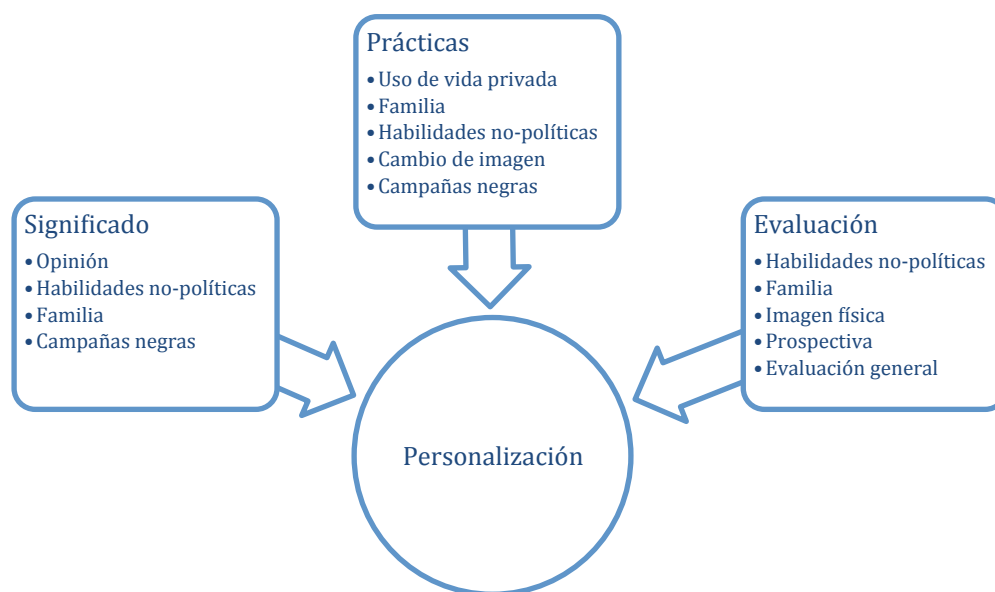 Prácticas
• Uso de vida privada
• Familia
• Habilidades no-políticas
• Cambio de imagen
• Campañas negras
Significado
• Opinión
• Habilidades no-políticas
• Familia
• Campañas negras
Evaluación
• Habilidades no-políticas
• Familia
• Imagen física
• Prospectiva
• Evaluación general
Personalización